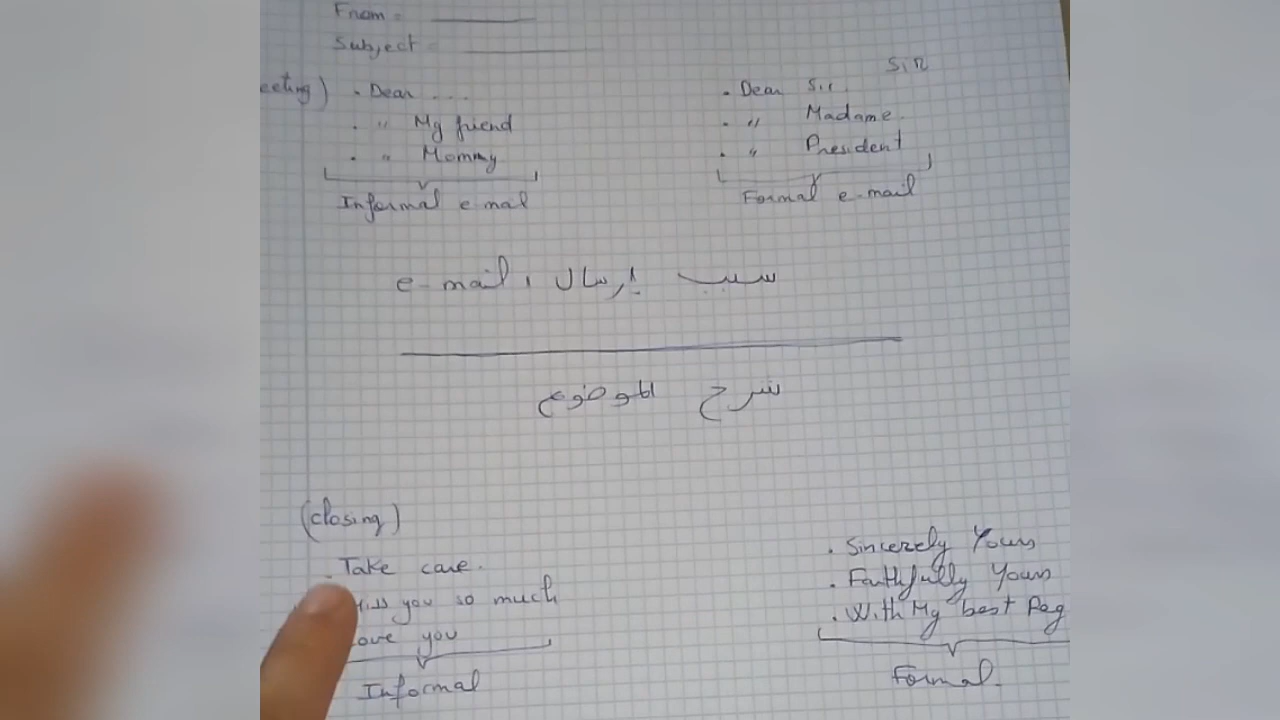 From =
Subject =
eeting) . Dear ...
. " My friend
. " Mommy
Informal e mail
Sir
. Dear Sir.
. " Madame.
. " President
Formal e-mail
سبب إرسال e-mail
شرح الموضوع
(closing)
. Take care.
iss you so much
ove you
Informal
. Sincerely Yours
. Faithfully Yours
. With My best Reg
Formal.